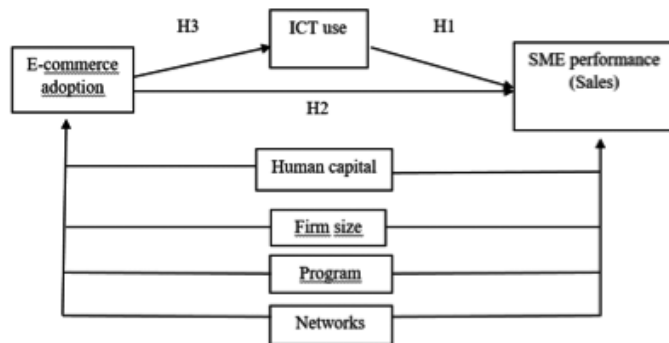 H3
ICT use
H1
E-commerce
adoption
SME performance
(Sales)
H2
Human capital
Firm size
Program
Networks